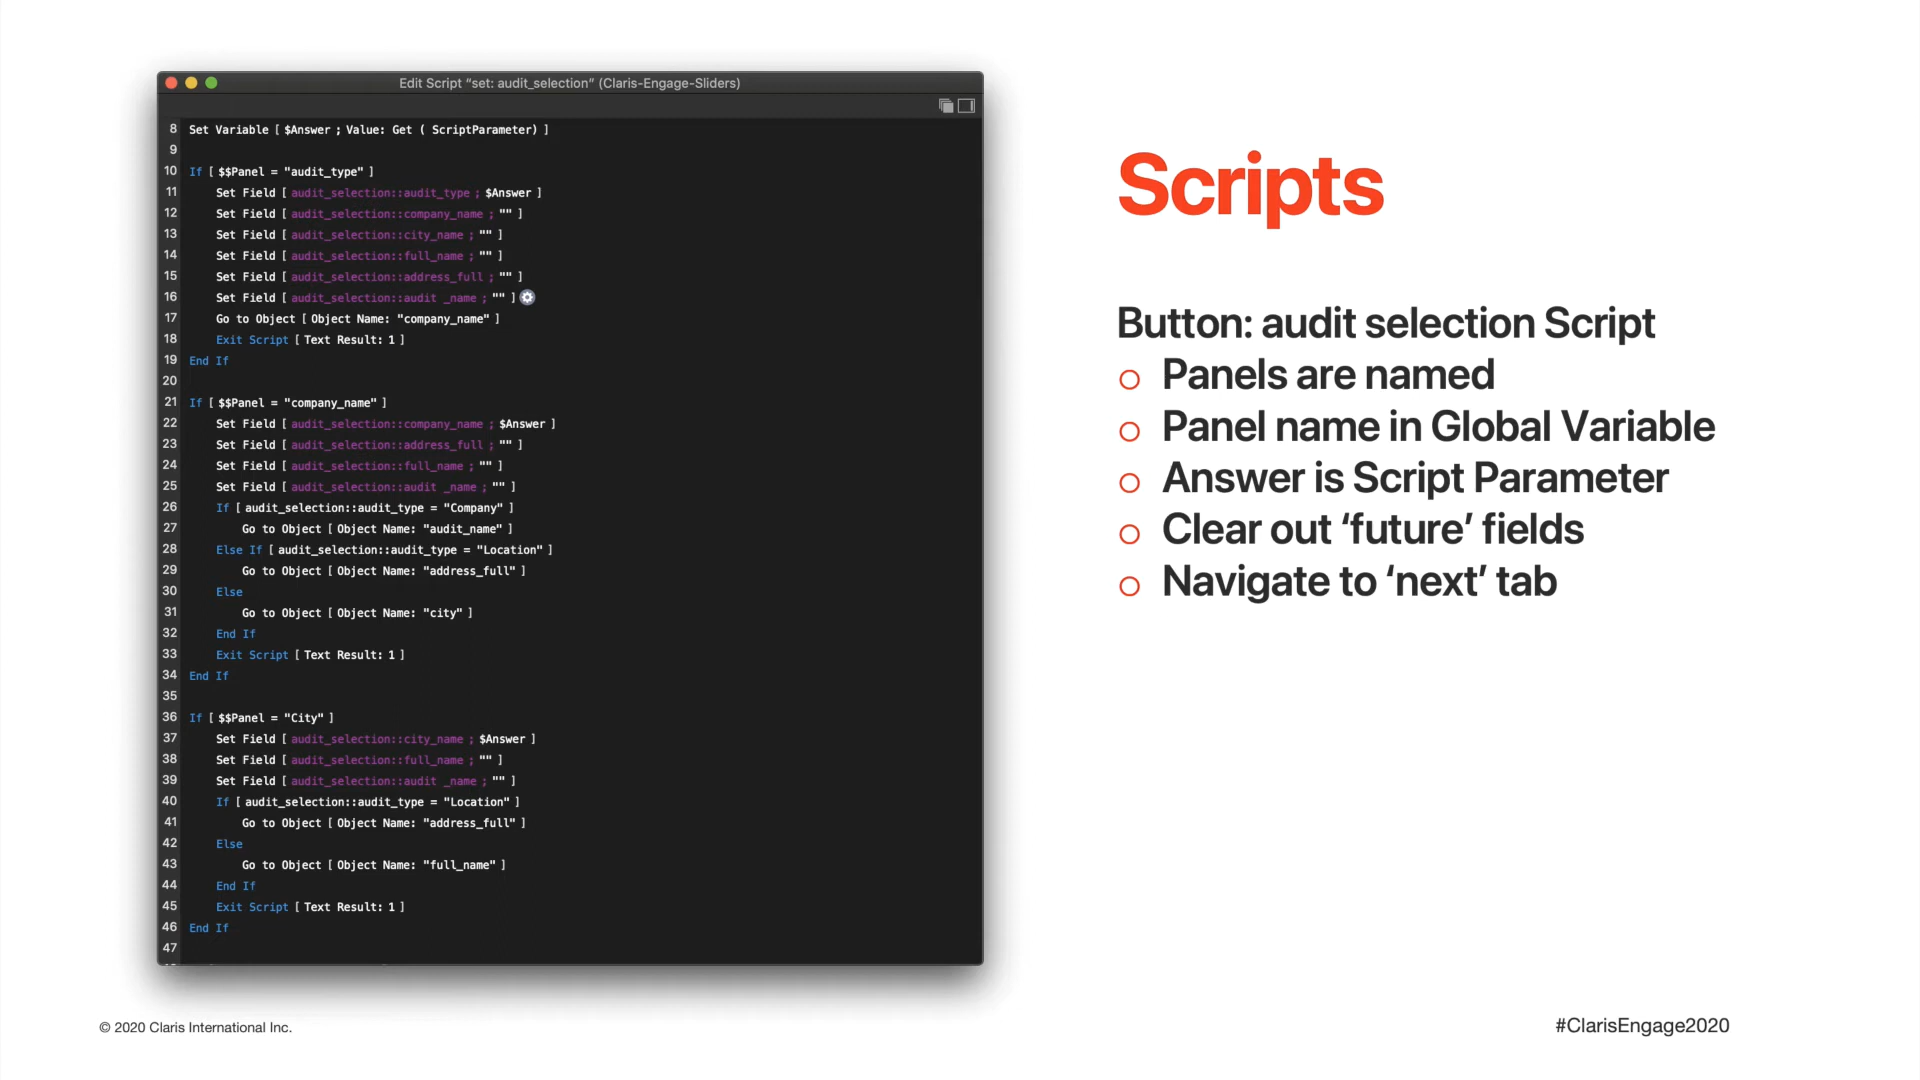 Edit Script “set: audit_selection” (Claris-Engage-Sliders)
8 Set Variable [ $Answer ; Value: Get ( ScriptParameter) ]
9
10 If [ $$Panel = "audit_type" ]
11 Set Field [ audit_selection::audit_type ; $Answer ]
12 Set Field [ audit_selection::company_name ; "" ]
13 Set Field [ audit_selection::city_name ; "" ]
14 Set Field [ audit_selection::full_name ; "" ]
15 Set Field [ audit_selection::address_full ; "" ]
16 Set Field [ audit_selection::audit _name ; "" ]
17 Go to Object [ Object Name: "company_name" ]
18 Exit Script [ Text Result: 1 ]
19 End If
20
21 If [ $$Panel = "company_name" ]
22 Set Field [ audit_selection::company_name ; $Answer ]
23 Set Field [ audit_selection::address_full ; "" ]
24 Set Field [ audit_selection::full_name ; "" ]
25 Set Field [ audit_selection::audit _name ; "" ]
26 If [ audit_selection::audit_type = "Company" ]
27 Go to Object [ Object Name: "audit_name" ]
28 Else If [ audit_selection::audit_type = "Location" ]
29 Go to Object [ Object Name: "address_full" ]
30 Else
31 Go to Object [ Object Name: "city" ]
32 End If
33 Exit Script [ Text Result: 1 ]
34 End If
35
36 If [ $$Panel = "City" ]
37 Set Field [ audit_selection::city_name ; $Answer ]
38 Set Field [ audit_selection::full_name ; "" ]
39 Set Field [ audit_selection::audit _name ; "" ]
40 If [ audit_selection::audit_type = "Location" ]
41 Go to Object [ Object Name: "address_full" ]
42 Else
43 Go to Object [ Object Name: "full_name" ]
44 End If
45 Exit Script [ Text Result: 1 ]
46 End If
47
Scripts
Button: audit selection Script
Panels are named
Panel name in Global Variable
Answer is Script Parameter
Clear out ‘future’ fields
Navigate to ‘next’ tab
© 2020 Claris International Inc.
#ClarisEngage2020